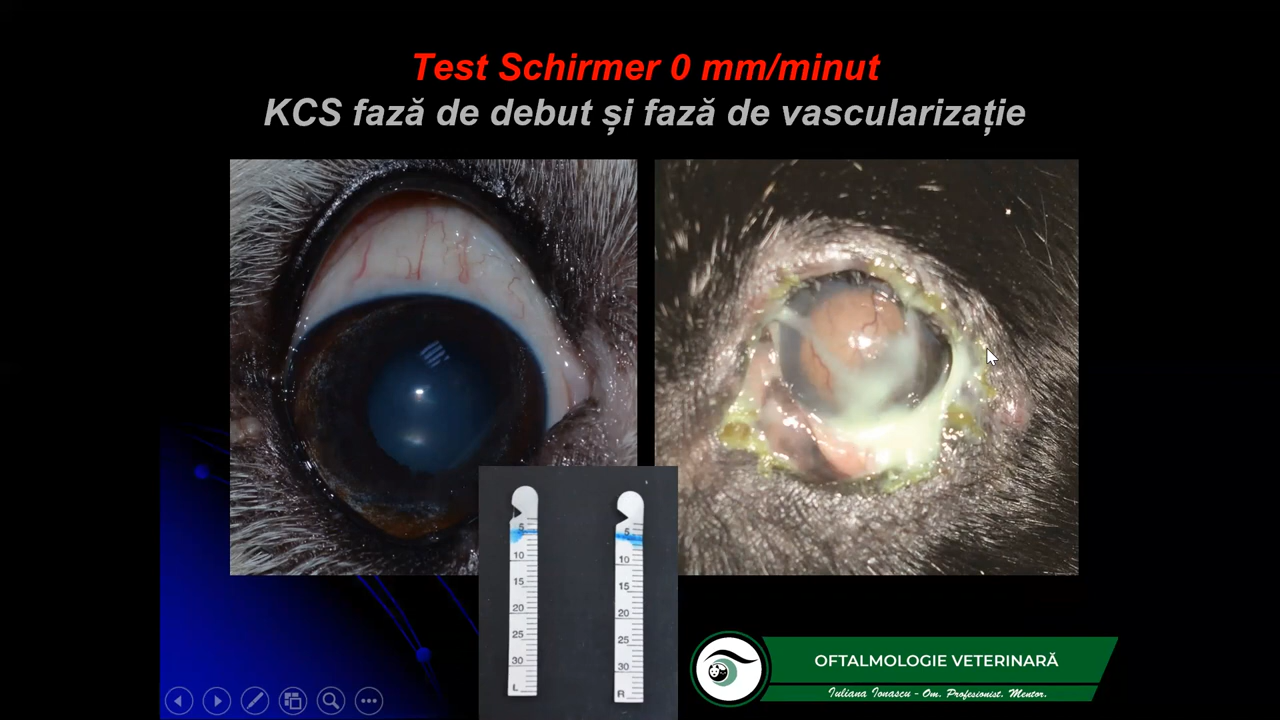 Test Schirmer 0 mm/minut
KCS fază de debut și fază de vascularizație
5
10
15
20
25
30
L
5
10
15
20
25
30
R
OFTALMOLOGIE VETERINARĂ
Iuliana Ionascu - Om. Profesionist. Mentor.